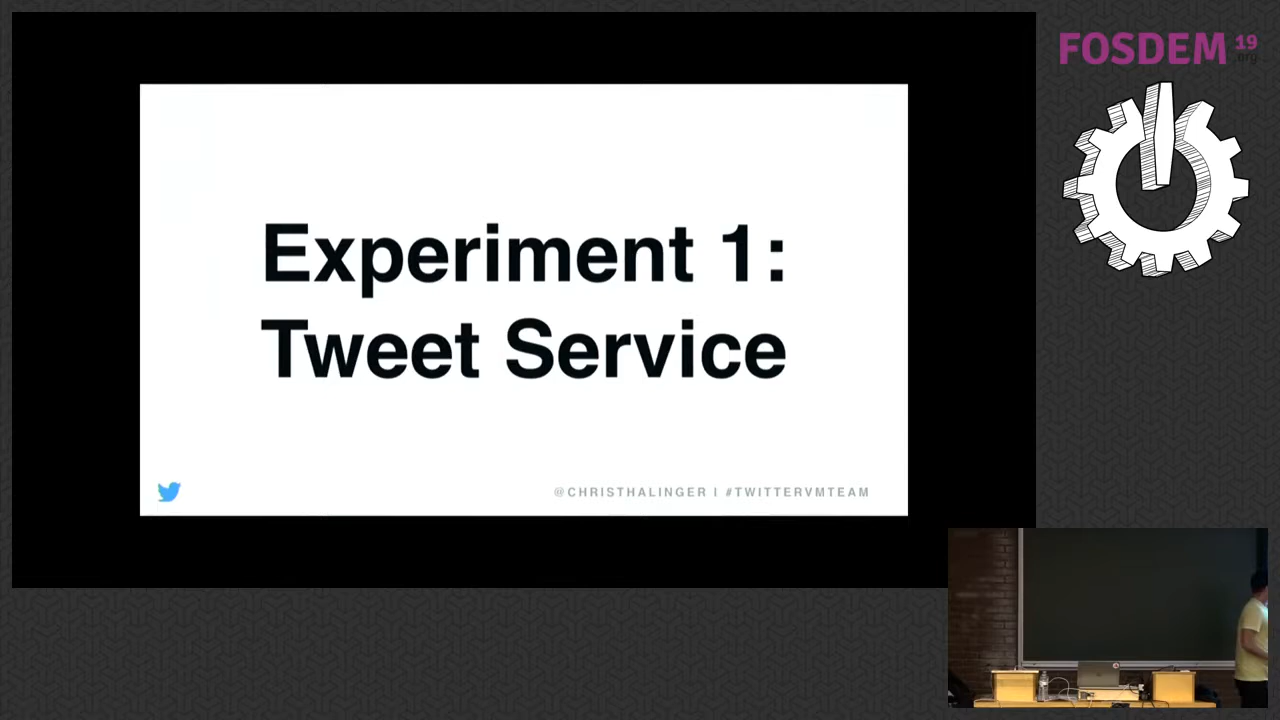 FOSDEM 19
.org
Experiment 1:
Tweet Service
@CHRISTHALINGER | #TWITTERVMTEAM